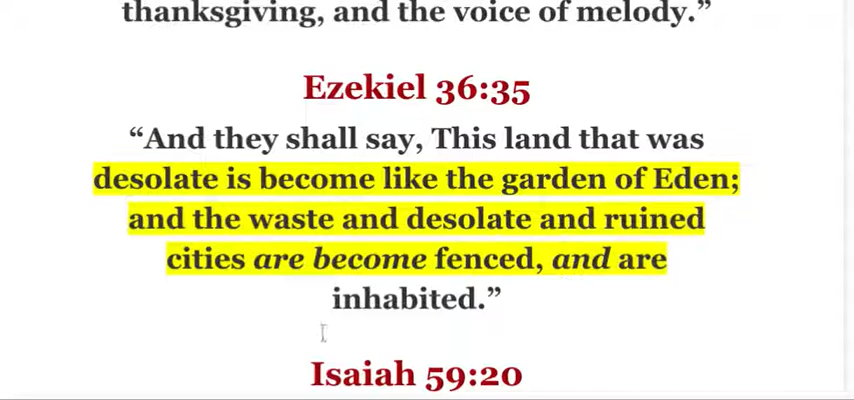 thanksgiving, and the voice of melody.”
Ezekiel 36:35
“And they shall say, This land that was
desolate is become like the garden of Eden;
and the waste and desolate and ruined
cities are become fenced, and are
inhabited.”
Isaiah 59:20